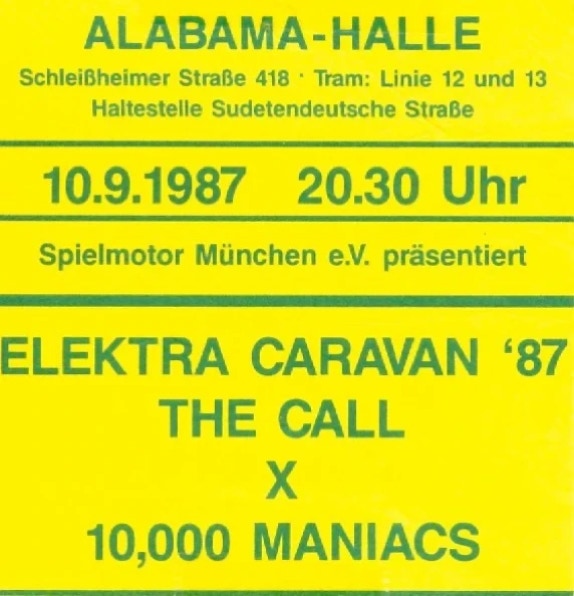 ALABAMA-HALLE
Schleißheimer Straße 418 · Tram: Linie 12 und 13
Haltestelle Sudetendeutsche Straße
10.9.1987 20.30 Uhr
Spielmotor München e.V. präsentiert
ELEKTRA CARAVAN ‘87
THE CALL
X
10,000 MANIACS